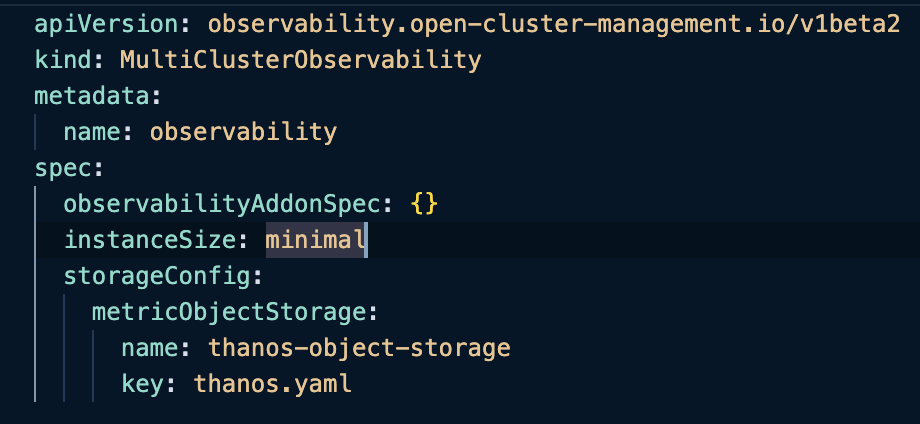 apiVersion: observability.open-cluster-management.io/v1beta2
kind: MultiClusterObservability
metadata:
  name: observability
spec:
  observabilityAddonSpec: {}
  instanceSize: minimal
  storageConfig:
    metricObjectStorage:
      name: thanos-object-storage
      key: thanos.yaml